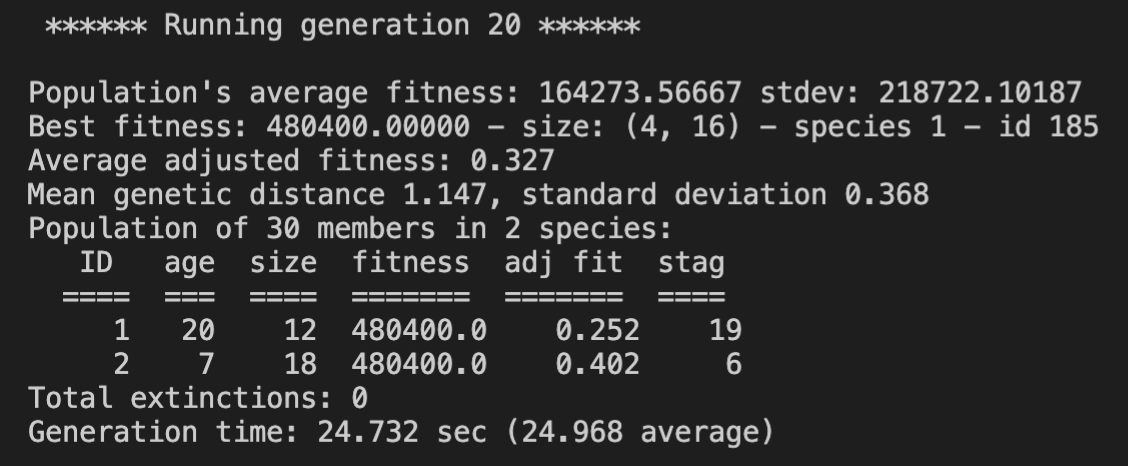 ****** Running generation 20 ******
Population's average fitness: 164273.56667 stdev: 218722.10187
Best fitness: 480400.00000 – size: (4, 16) – species 1 – id 185
Average adjusted fitness: 0.327
Mean genetic distance 1.147, standard deviation 0.368
Population of 30 members in 2 species:
ID age size fitness adj fit stag
==== === ==== ======= ======= ====
1 20 12 480400.0 0.252 19
2 7 18 480400.0 0.402 6
Total extinctions: 0
Generation time: 24.732 sec (24.968 average)